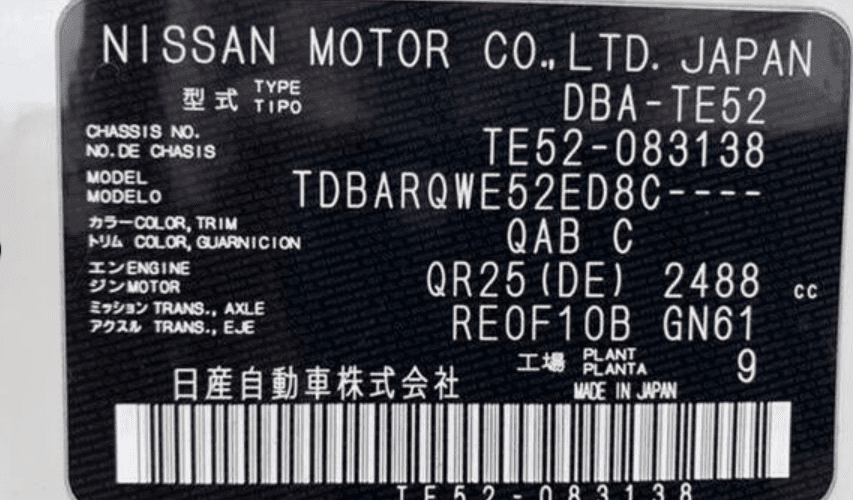 NISSAN MOTOR CO., LTD. JAPAN
型式 TYPE TIPO DBA-TE52
CHASSIS NO.
NO. DE CHASIS TE52-083138
MODEL
MODELO TDBARQWE52ED8C----
カラー COLOR, TRIM
トリム COLOR, GUARNICION QAB C
エン ENGINE
ジン MOTOR QR25(DE) 2488 cc
ミッション TRANS., AXLE
アクスル TRANS., EJE RE0F10B GN61
工場 PLANT PLANTA 9
日産自動車株式会社 MADE IN JAPAN
TE52-083138